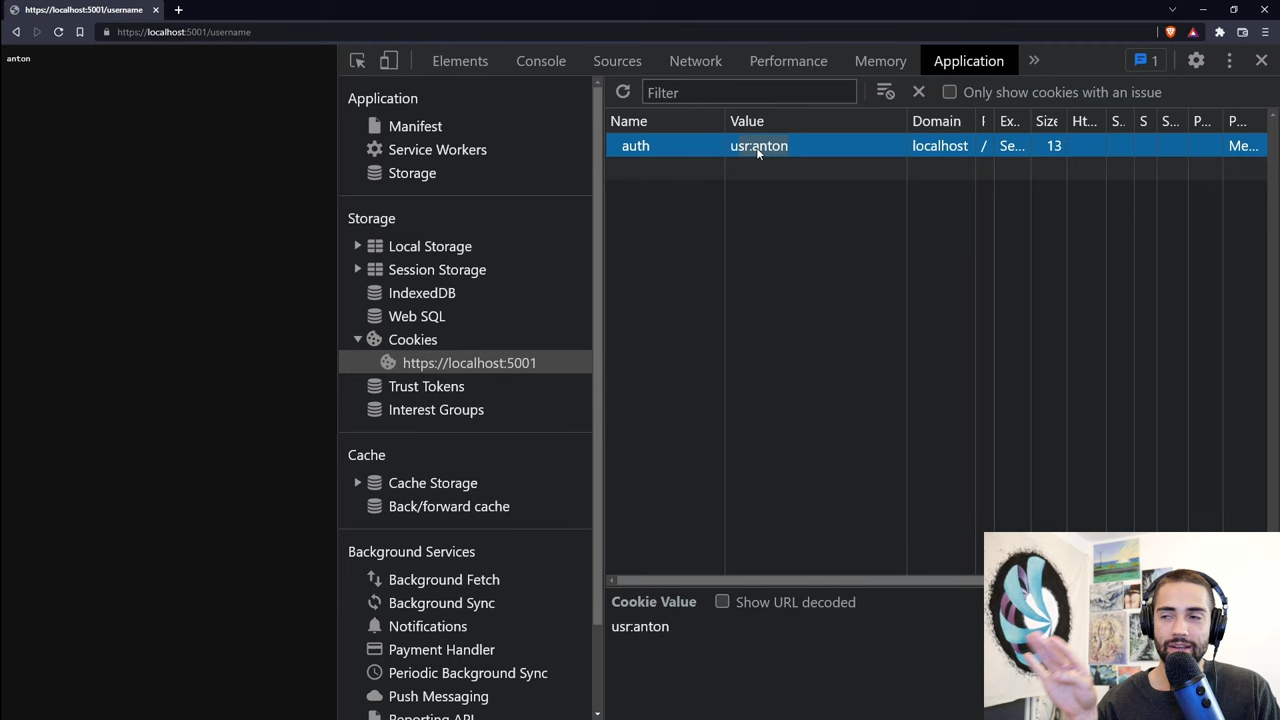 https://localhost:5001/username
https://localhost:5001/username
anton
Elements
Console
Sources
Network
Performance
Memory
Application
1
Application
Manifest
Service Workers
Storage
Storage
Local Storage
Session Storage
IndexedDB
Web SQL
Cookies
https://localhost:5001
Trust Tokens
Interest Groups
Cache
Cache Storage
Back/forward cache
Background Services
Background Fetch
Background Sync
Notifications
Payment Handler
Periodic Background Sync
Push Messaging
Reporting API
Filter
Only show cookies with an issue
Name Value Domain Ex.. Size Ht... S.. S S... P... P...
auth usr:anton localhost / Se... 13 Me...
Cookie Value Show URL decoded
usr:anton